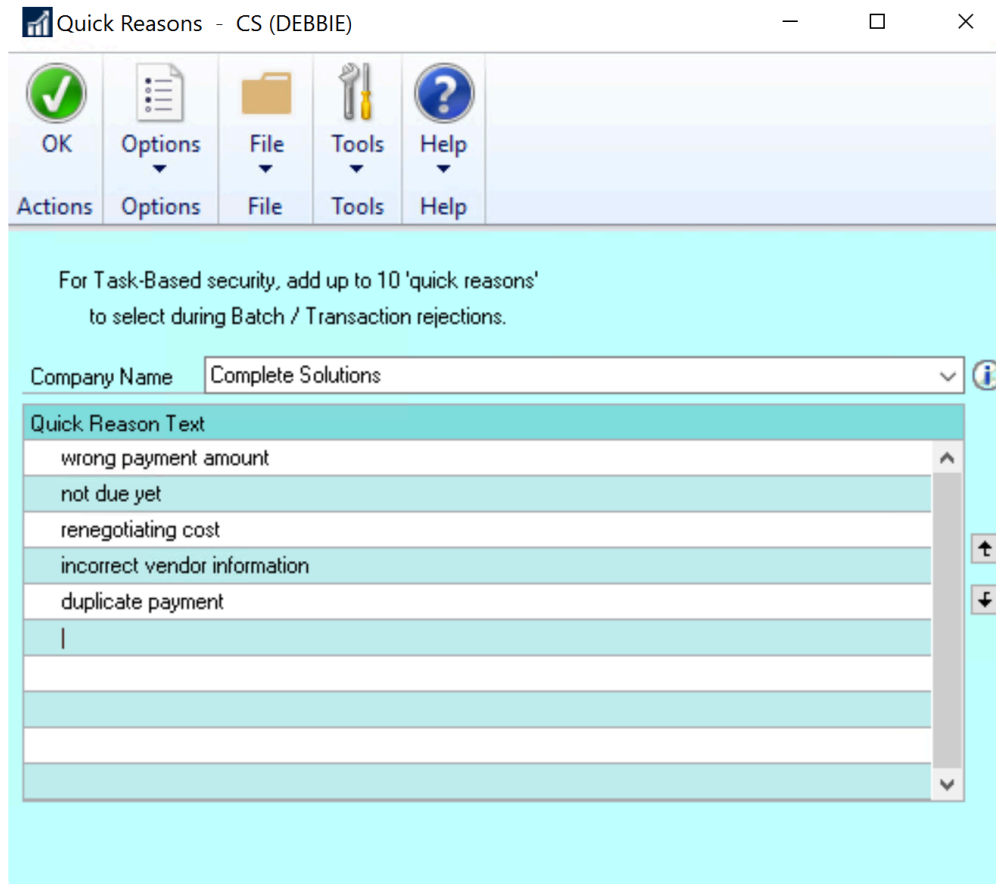 Quick Reasons - CS (DEBBIE)
OK Options File Tools Help
Actions Options File Tools Help
For Task-Based security, add up to 10 'quick reasons'
to select during Batch / Transaction rejections.
Company Name Complete Solutions
Quick Reason Text
wrong payment amount
not due yet
renegotiating cost
incorrect vendor information
duplicate payment